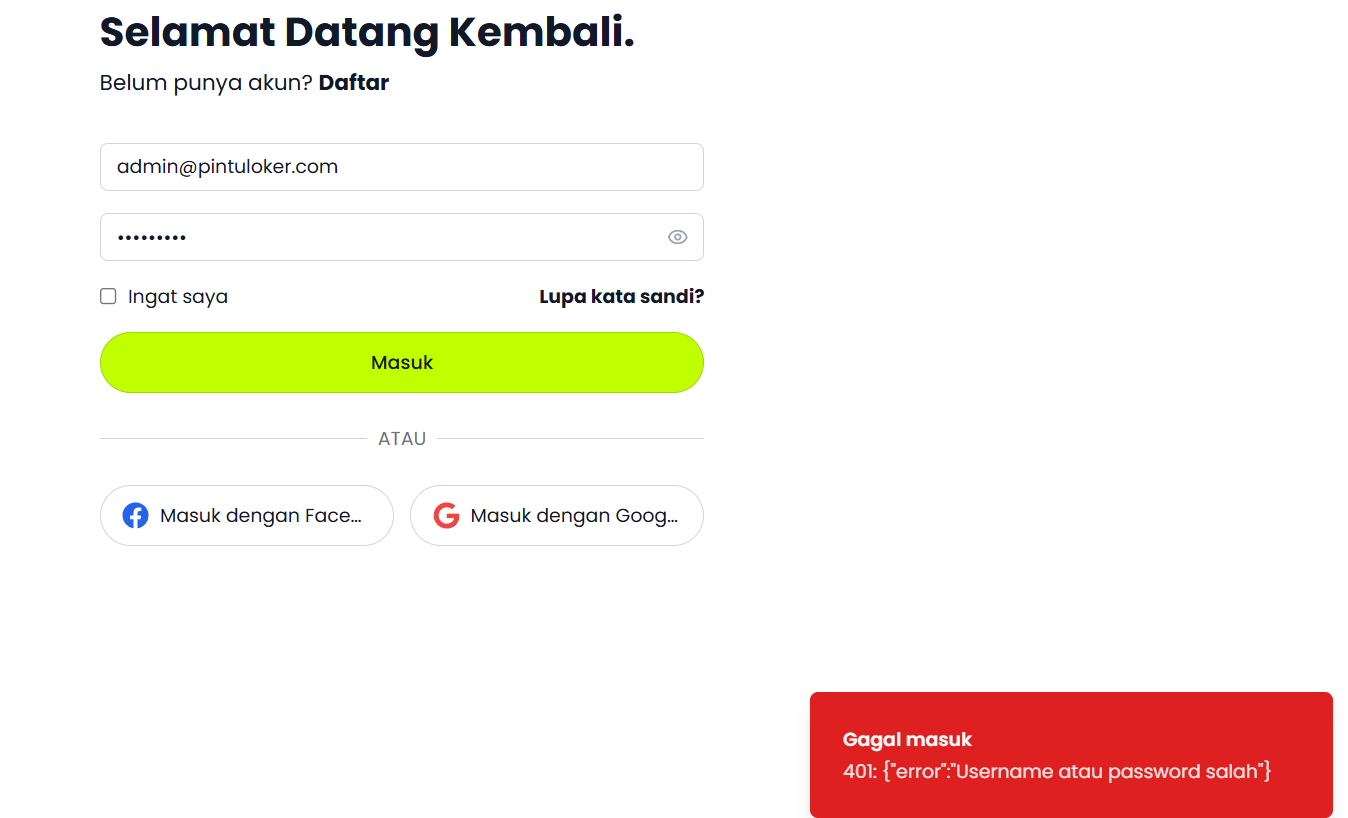 Selamat Datang Kembali.
Belum punya akun? Daftar
admin@pintuloker.com
•••••••••
Ingat saya
Lupa kata sandi?
Masuk
ATAU
Masuk dengan Face...
Masuk dengan Goog...
Gagal masuk
401: {"error":"Username atau password salah"}